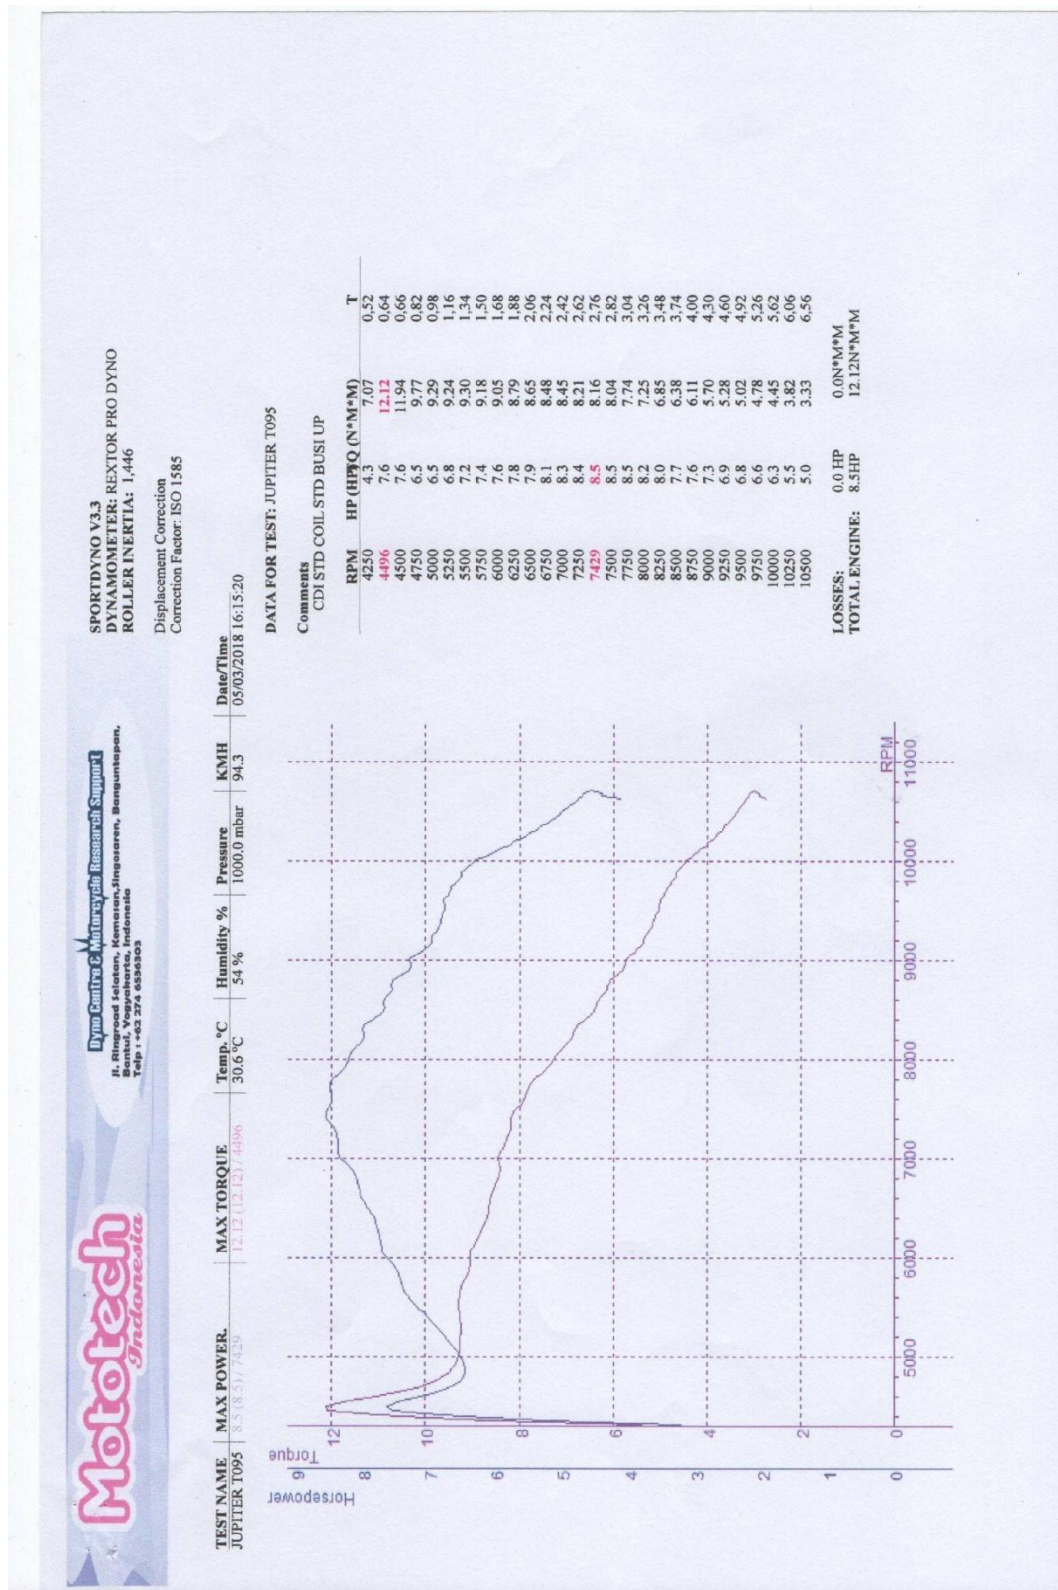 Mototech
Indonesia
Dyno Centre & Motorcycle Research Support
Jl. Ringroad Selatan, Kemasan, Singosaren, Banguntapan,
Bantul, Yogyakarta, Indonesia
Telp : +62 274 6536303
SPORTDYNO V3.3
DYNAMOMETER: REXTOR PRO DYNO
ROLLER INERTIA: 1,446
Displacement Correction
Correction Factor: ISO 1585
TEST NAME MAX POWER. MAX TORQUE Temp. °C Humidity % Pressure KMH Date/Time
JUPITER T095 8.5 (8.5) / 7429 12.12 (12.12) / 4496 30.6 °C 54 % 1000.0 mbar 94.3 05/03/2018 16:15:20
DATA FOR TEST: JUPITER T095
Comments
CDI STD COIL STD BUSI UP
RPM HP (HP) TQ (N*M*M) T
4250 4.3 7.07 0,52
4496 7.6 12.12 0,64
4500 7.6 11.94 0,66
4750 6.5 9.77 0,82
5000 6.5 9.29 0,98
5250 6.8 9.24 1,16
5500 7.2 9.30 1,34
5750 7.4 9.18 1,50
6000 7.6 9.05 1,68
6250 7.8 8.79 1,88
6500 7.9 8.65 2,06
6750 8.1 8.48 2,24
7000 8.3 8.45 2,42
7250 8.4 8.21 2,62
7429 8.5 8.16 2,76
7500 8.5 8.04 2,82
7750 8.5 7.74 3,04
8000 8.2 7.25 3,26
8250 8.0 6.85 3,48
8500 7.7 6.38 3,74
8750 7.6 6.11 4,00
9000 7.3 5.70 4,30
9250 6.9 5.28 4,60
9500 6.8 5.02 4,92
9750 6.6 4.78 5,26
10000 6.3 4.45 5,62
10250 5.5 3.82 6,06
10500 5.0 3.33 6,56
LOSSES: 0.0 HP 0.0N*M*M
TOTAL ENGINE: 8.5HP 12.12N*M*M
Horsepower
Torque
9
8
7
6
5
4
3
2
1
0
12
10
8
6
4
2
0
5000 6000 7000 8000 9000 10000 11000
RPM